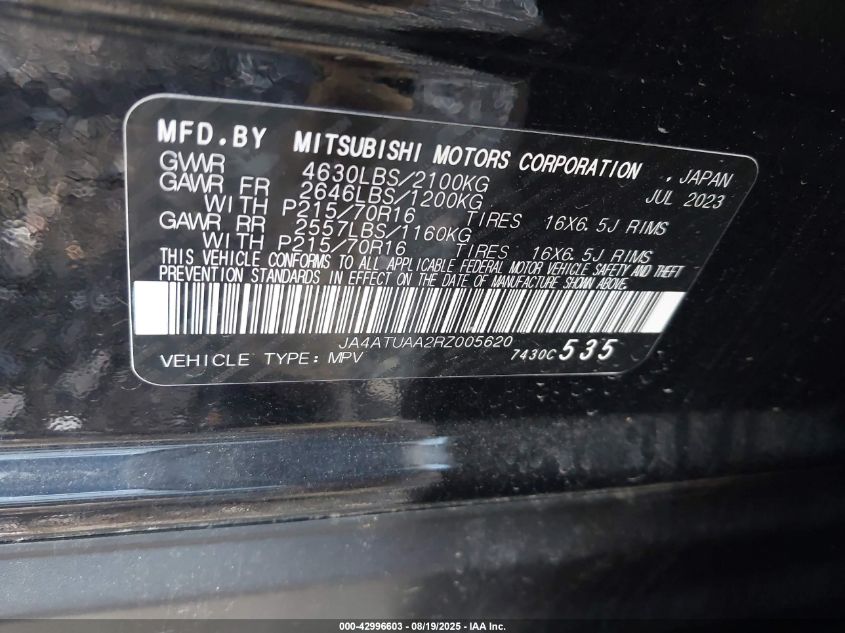 MFD.BY MITSUBISHI MOTORS CORPORATION , JAPAN
GVWR 4630LBS/2100KG JUL 2023
GAWR FR 2646LBS/1200KG
WITH P215/70R16 TIRES 16X6.5J RIMS
GAWR RR 2557LBS/1160KG
WITH P215/70R16 TIRES 16X6.5J RIMS
THIS VEHICLE CONFORMS TO ALL APPLICABLE FEDERAL MOTOR VEHICLE SAFETY AND THEFT
PREVENTION STANDARDS IN EFFECT ON THE DATE OF MANUFACTURE SHOWN ABOVE.
JA4ATUAA2RZ005620
VEHICLE TYPE: MPV 7430C 535
000-42996603 - 08/19/2025 - IAA Inc.